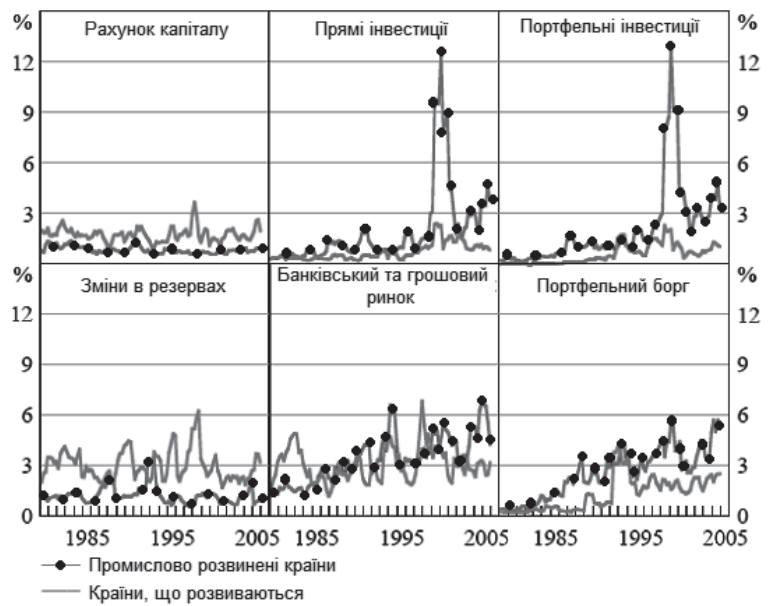 % Рахунок капіталу Прямі інвестиції Портфельні інвестиції %
12 12
9 9
6 6
3 3
% Зміни в резервах Банківський та грошовий ринок Портфельний борг %
12 12
9 9
6 6
3 3
0 0
1985 1995 2005 1985 1995 2005 1985 1995 2005
Промислово розвинені країни
Країни, що розвиваються